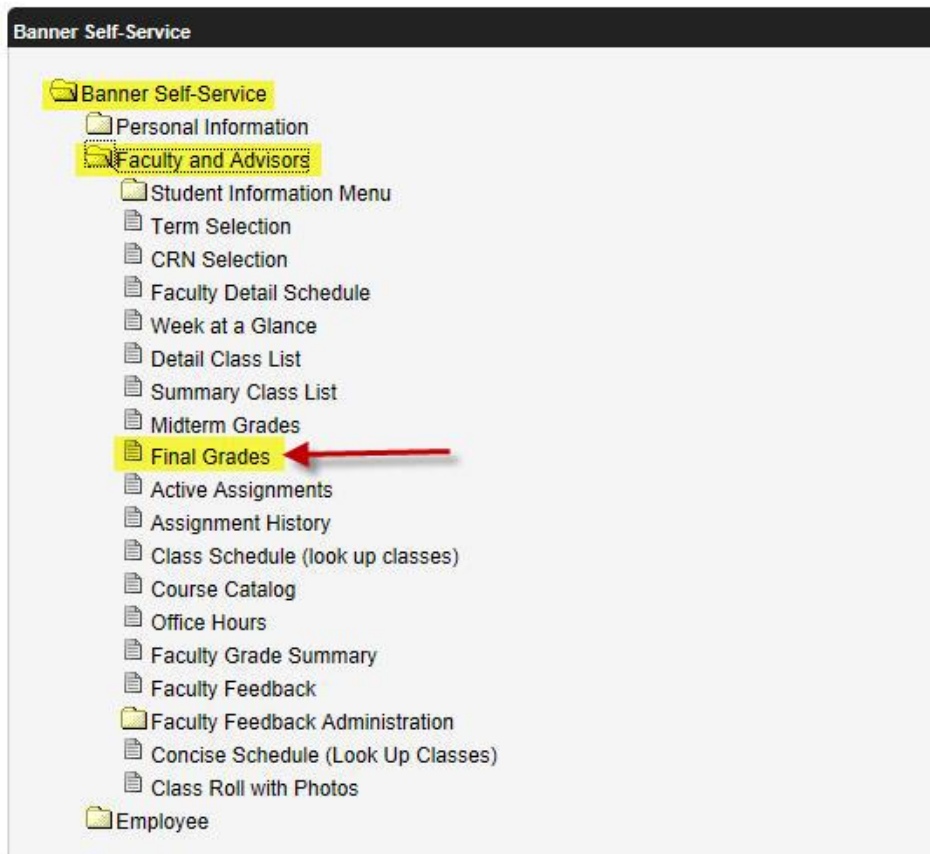 Banner Self-Service
Banner Self-Service
Personal Information
Faculty and Advisors
Student Information Menu
Term Selection
CRN Selection
Faculty Detail Schedule
Week at a Glance
Detail Class List
Summary Class List
Midterm Grades
Final Grades
Active Assignments
Assignment History
Class Schedule (look up classes)
Course Catalog
Office Hours
Faculty Grade Summary
Faculty Feedback
Faculty Feedback Administration
Concise Schedule (Look Up Classes)
Class Roll with Photos
Employee